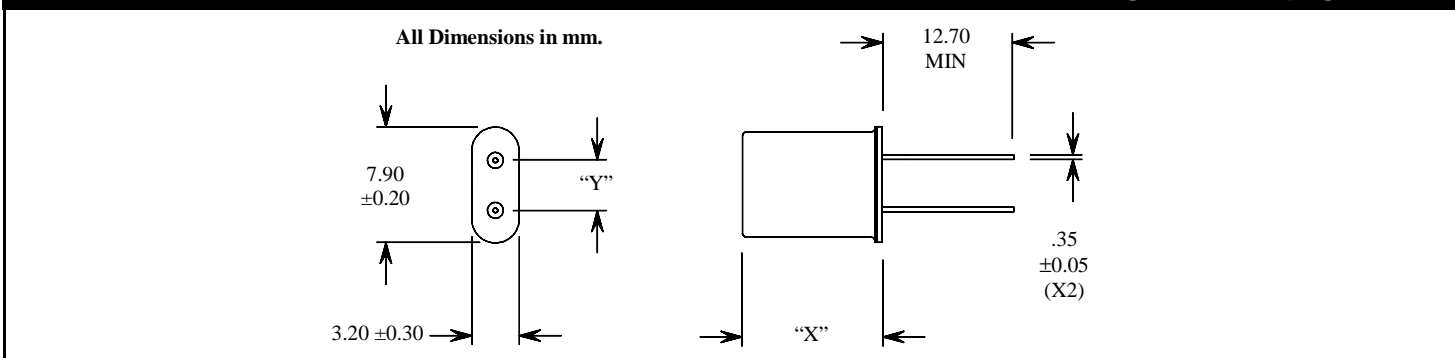 All Dimensions in mm.
12.70
MIN
7.90
±0.20
“Y”
.35
±0.05
(X2)
3.20 ±0.30
“X”